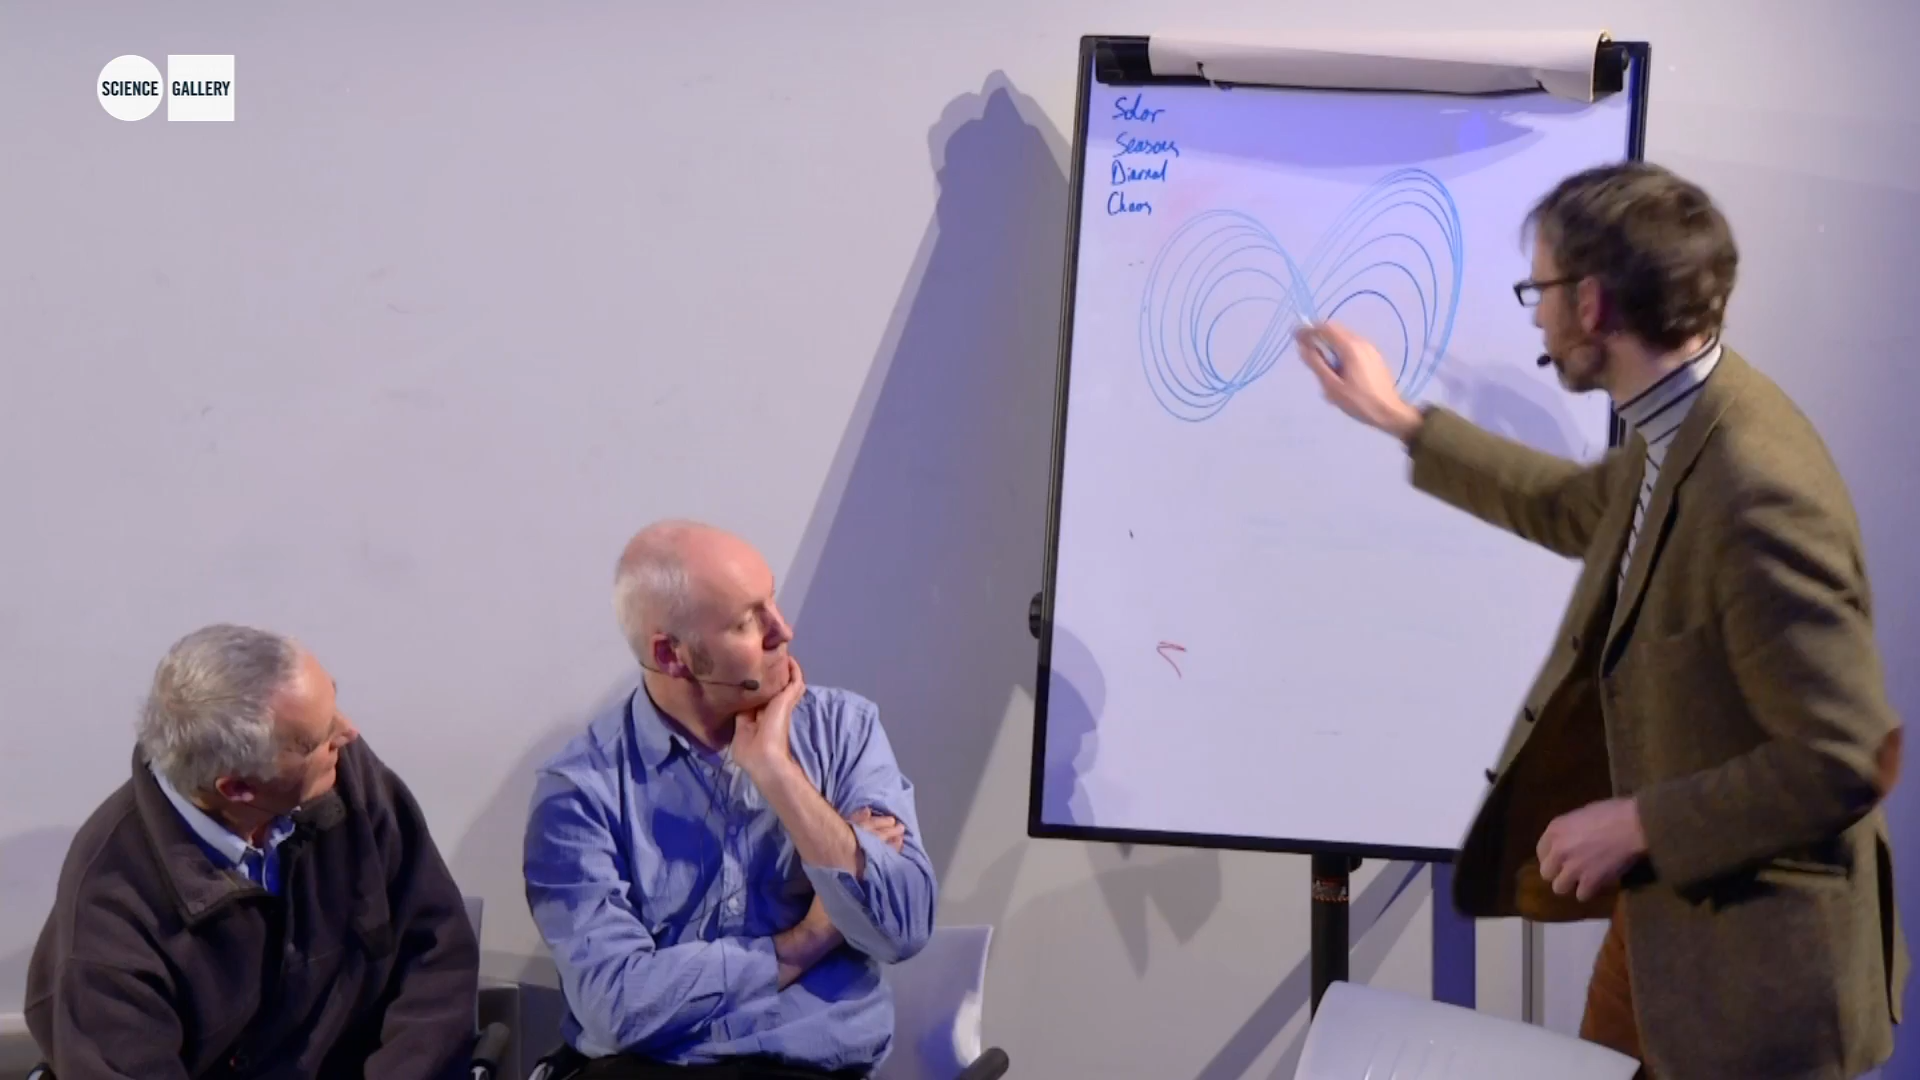 SCIENCE GALLERY
Solar
Seasons
Diurnal
Chaos